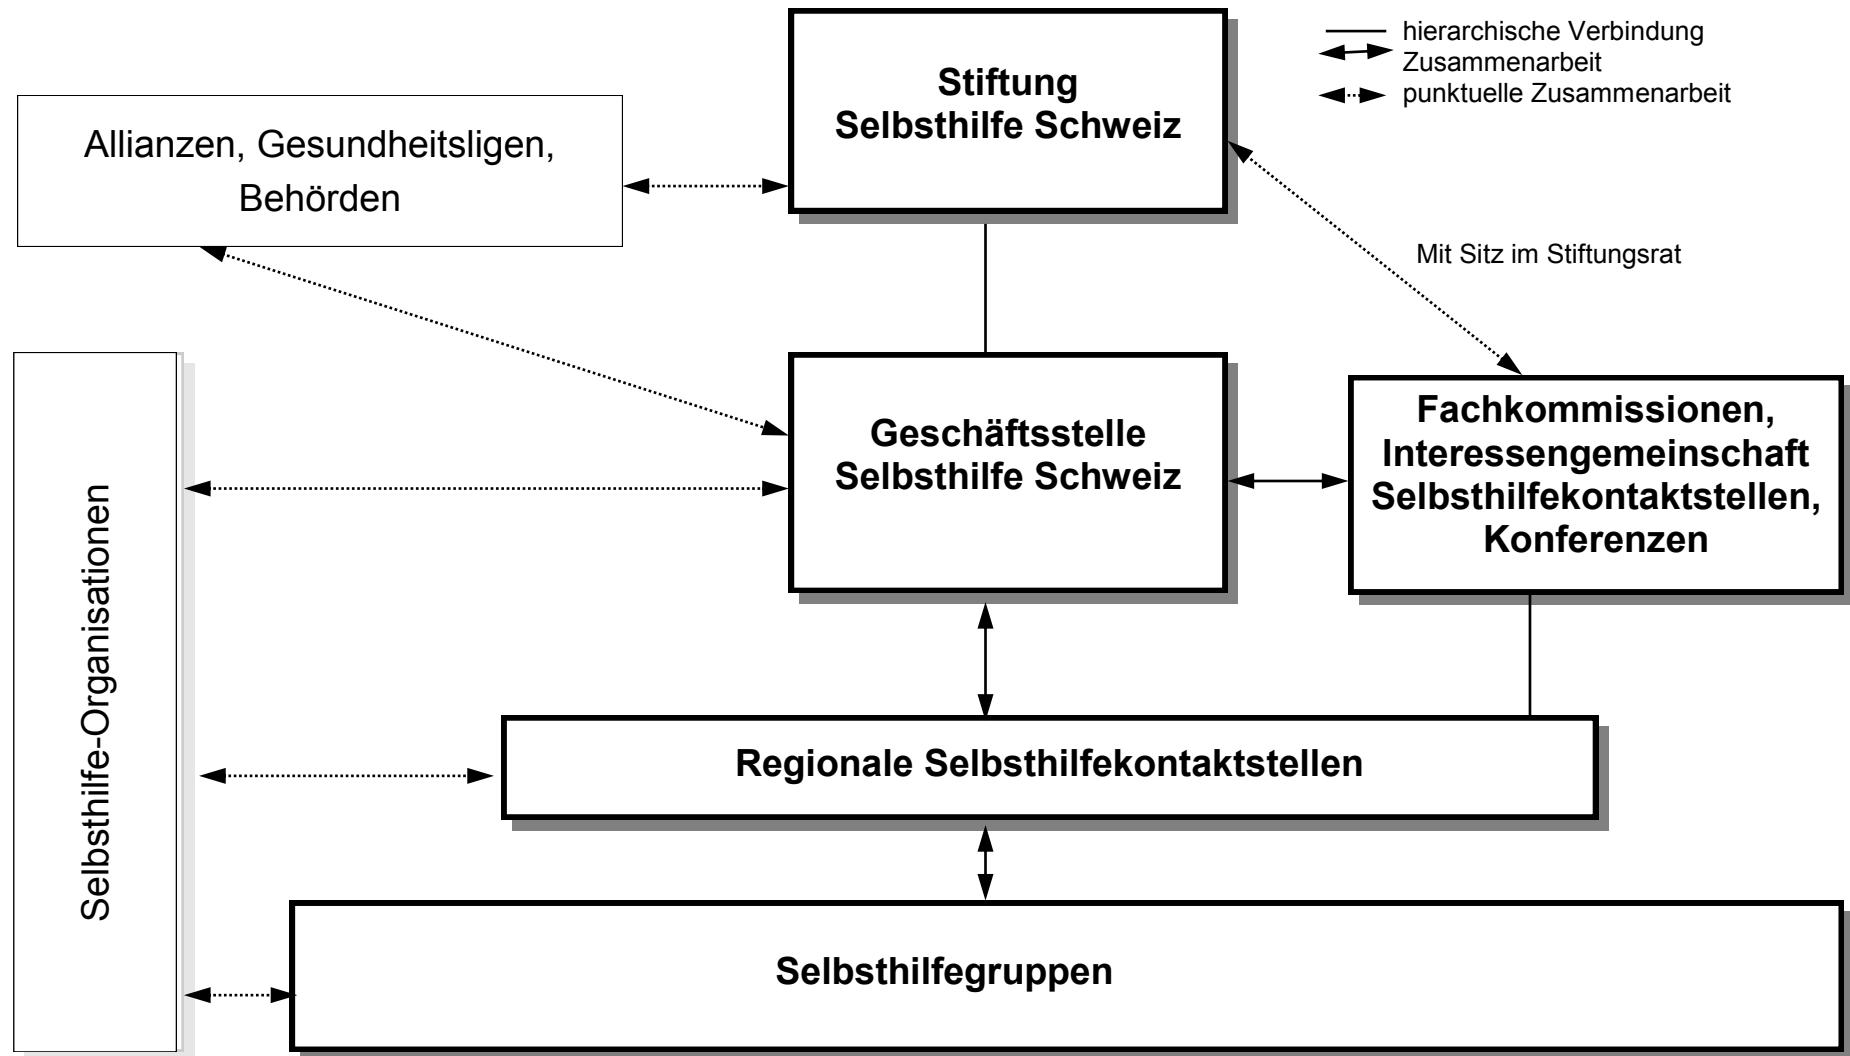 Stiftung
Selbsthilfe Schweiz
hierarchische Verbindung
Zusammenarbeit
punktuelle Zusammenarbeit
Allianzen, Gesundheitsligen,
Behörden
Mit Sitz im Stiftungsrat
Geschäftsstelle
Selbsthilfe Schweiz
Fachkommissionen,
Interessengemeinschaft
Selbsthilfekontaktstellen,
Konferenzen
Selbsthilfe-Organisationen
Regionale Selbsthilfekontaktstellen
Selbsthilfegruppen